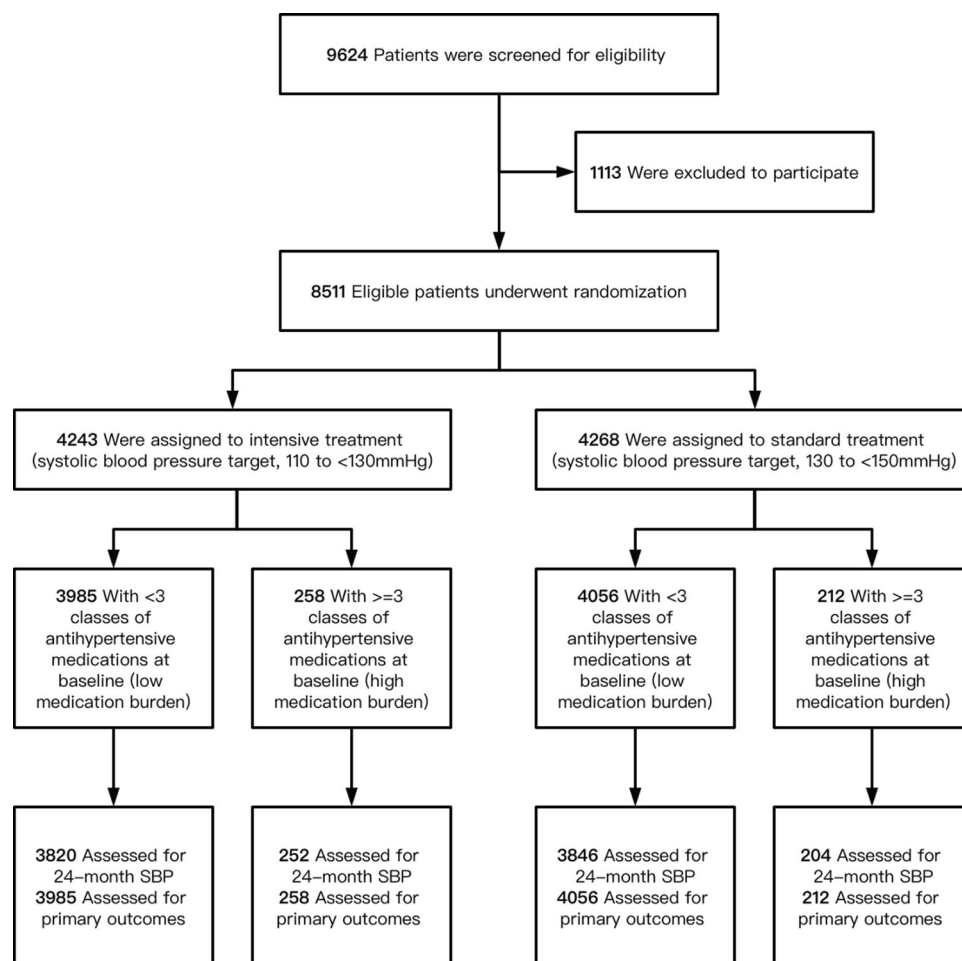 9624 Patients were screened for eligibility
1113 Were excluded to participate
8511 Eligible patients underwent randomization
4243 Were assigned to intensive treatment
(systolic blood pressure target, 110 to <130mmHg)
4268 Were assigned to standard treatment
(systolic blood pressure target, 130 to <150mmHg)
3985 With <3
classes of
antihypertensive
medications at
baseline (low
medication burden)
258 With >=3
classes of
antihypertensive
medications at
baseline (high
medication burden)
4056 With <3
classes of
antihypertensive
medications at
baseline (low
medication burden)
212 With >=3
classes of
antihypertensive
medications at
baseline (high
medication burden)
3820 Assessed for
24–month SBP
3985 Assessed for
primary outcomes
252 Assessed for
24–month SBP
258 Assessed for
primary outcomes
3846 Assessed for
24–month SBP
4056 Assessed for
primary outcomes
204 Assessed for
24–month SBP
212 Assessed for
primary outcomes